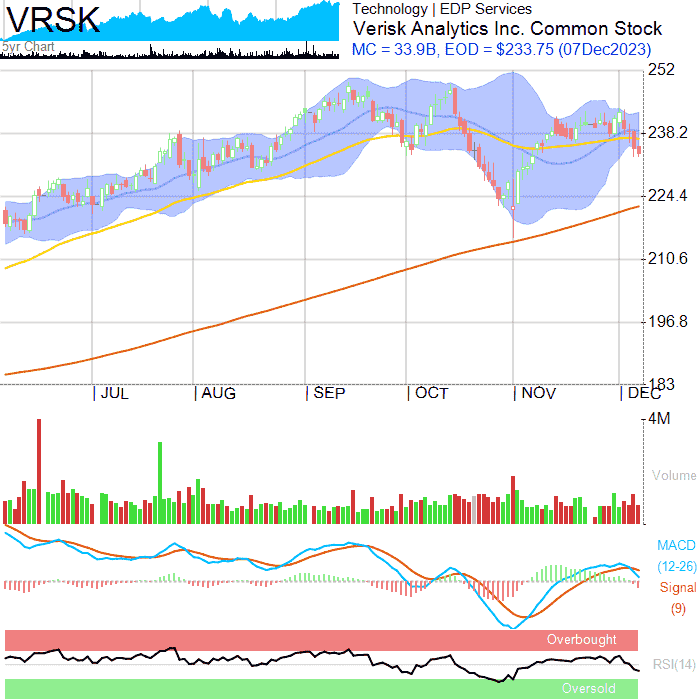 VRSK
5yr Chart
Technology | EDP Services
Verisk Analytics Inc. Common Stock
MC = 33.9B, EOD = $233.75 (07Dec2023)
252
238.2
224.4
210.6
196.8
183
JUL AUG SEP OCT NOV DEC
4M
Volume
MACD
(12-26)
Signal
(9)
Overbought
RSI(14)
Oversold